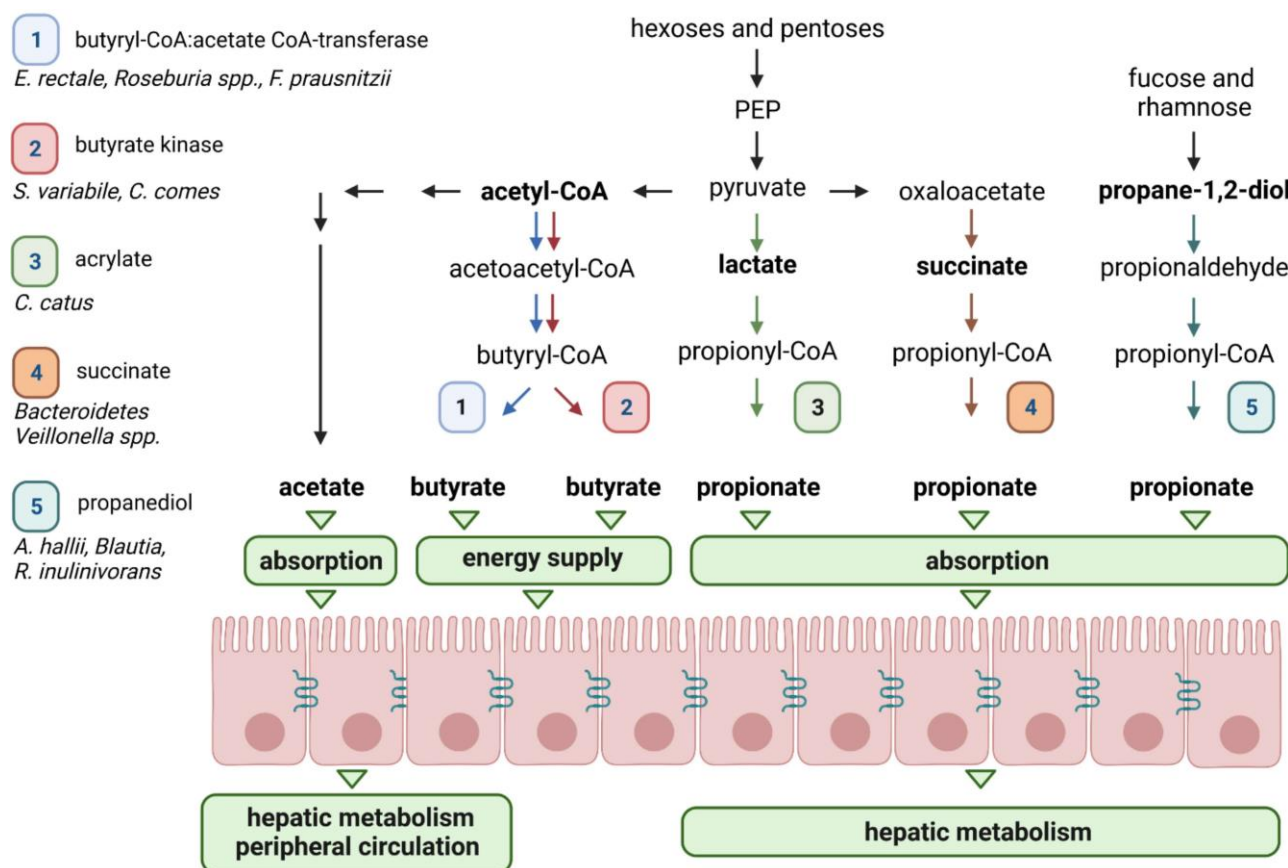 1 butyryl-CoA:acetate CoA-transferase
E. rectale, Roseburia spp., F. prausnitzii
2 butyrate kinase
S. variabile, C. comes
3 acrylate
C. catus
4 succinate
Bacteroidetes
Veillonella spp.
5 propanediol
A. hallii, Blautia,
R. inulinivorans
hexoses and pentoses
PEP
fucose and
rhamnose
acetyl-CoA pyruvate oxaloacetate propane-1,2-diol
acetoacetyl-CoA lactate succinate propionaldehyde
butyryl-CoA propionyl-CoA propionyl-CoA propionyl-CoA
1 2 3 4 5
acetate butyrate butyrate propionate propionate propionate
absorption energy supply absorption
hepatic metabolism
peripheral circulation
hepatic metabolism